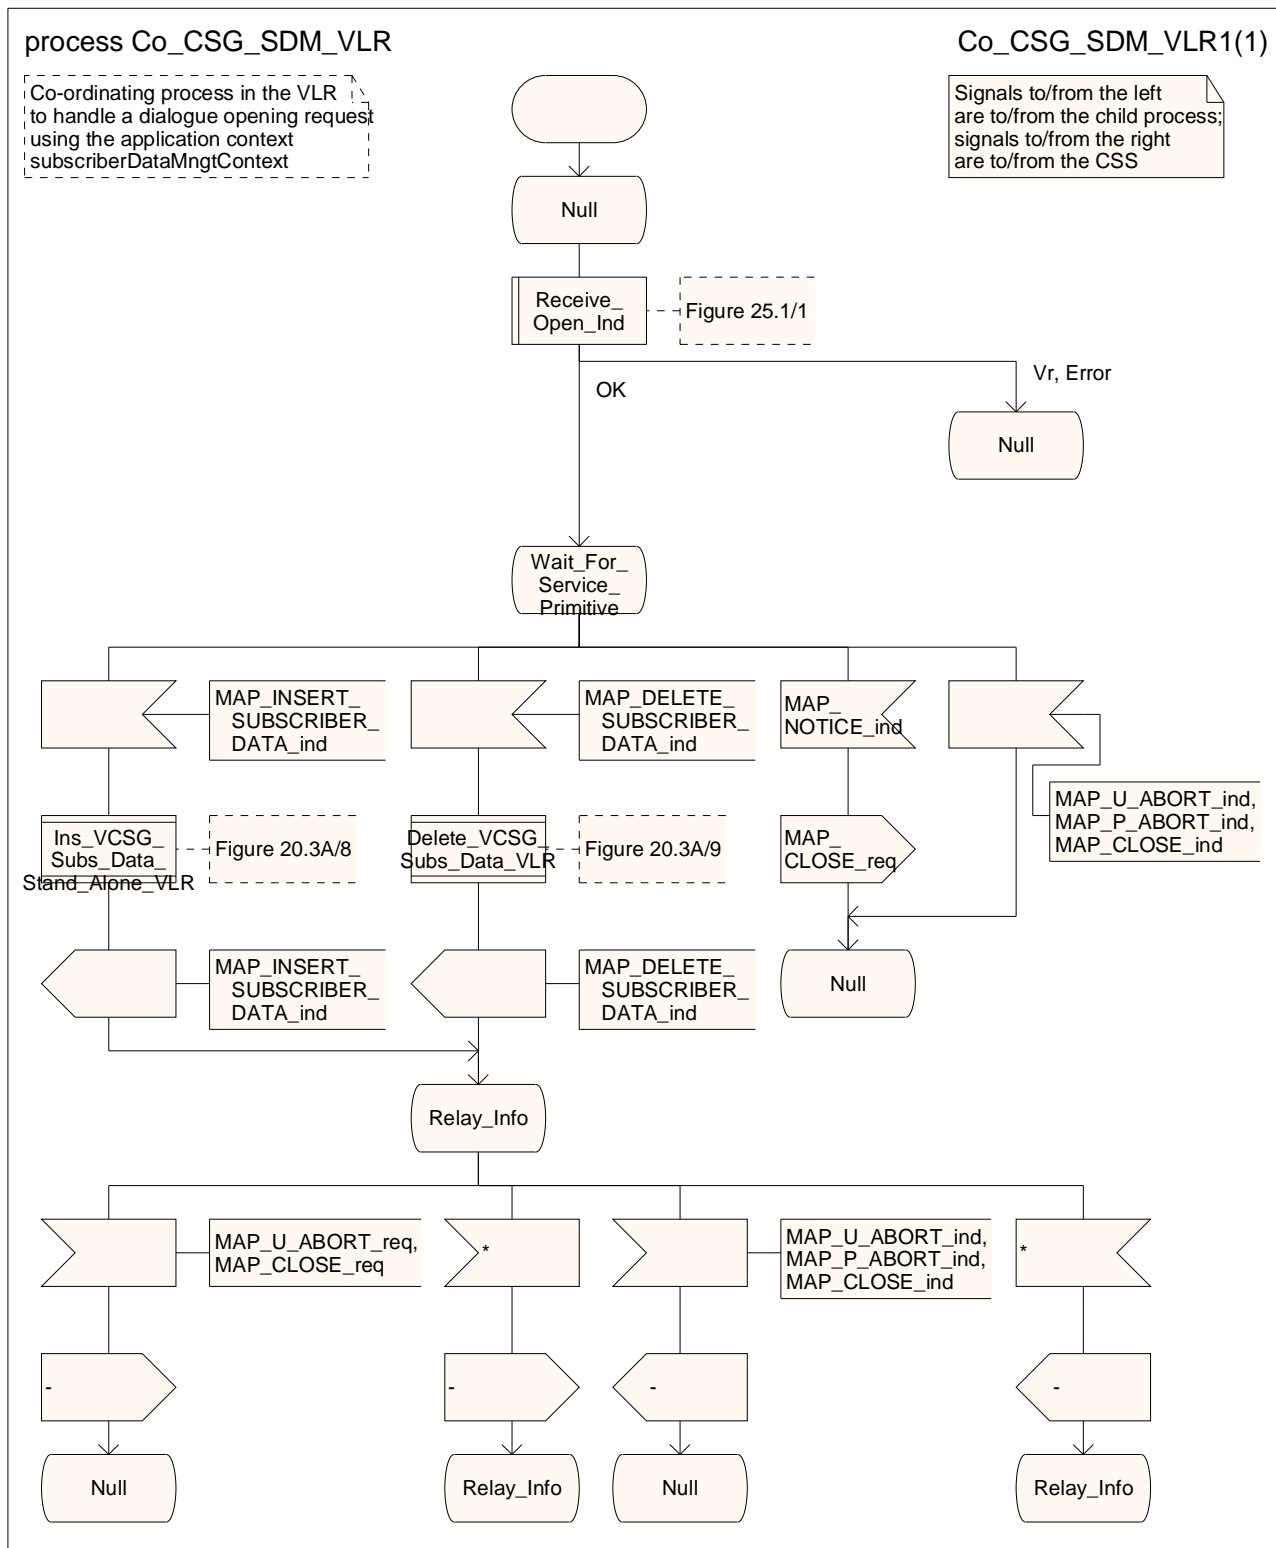 process Co_CSG_SDM_VLR
Co_CSG_SDM_VLR1(1)
Co-ordinating process in the VLR
to handle a dialogue opening request
using the application context
subscriberDataMngtContext
Signals to/from the left
are to/from the child process;
signals to/from the right
are to/from the CSS
Null
Receive_
Open_Ind
Figure 25.1/1
OK
Vr, Error
Null
Wait_For_
Service_
Primitive
MAP_INSERT_
SUBSCRIBER_
DATA_ind
MAP_DELETE_
SUBSCRIBER_
DATA_ind
MAP_
NOTICE_ind
MAP_U_ABORT_ind,
MAP_P_ABORT_ind,
MAP_CLOSE_ind
Ins_VCSG_
Subs_Data_
Stand_Alone_VLR
Figure 20.3A/8
Delete_VCSG_
Subs_Data_VLR
Figure 20.3A/9
MAP_
CLOSE_req
MAP_INSERT_
SUBSCRIBER_
DATA_ind
MAP_DELETE_
SUBSCRIBER_
DATA_ind
Null
Relay_Info
MAP_U_ABORT_req,
MAP_CLOSE_req
*
MAP_U_ABORT_ind,
MAP_P_ABORT_ind,
MAP_CLOSE_ind
*
-
-
-
-
Null
Relay_Info
Null
Relay_Info